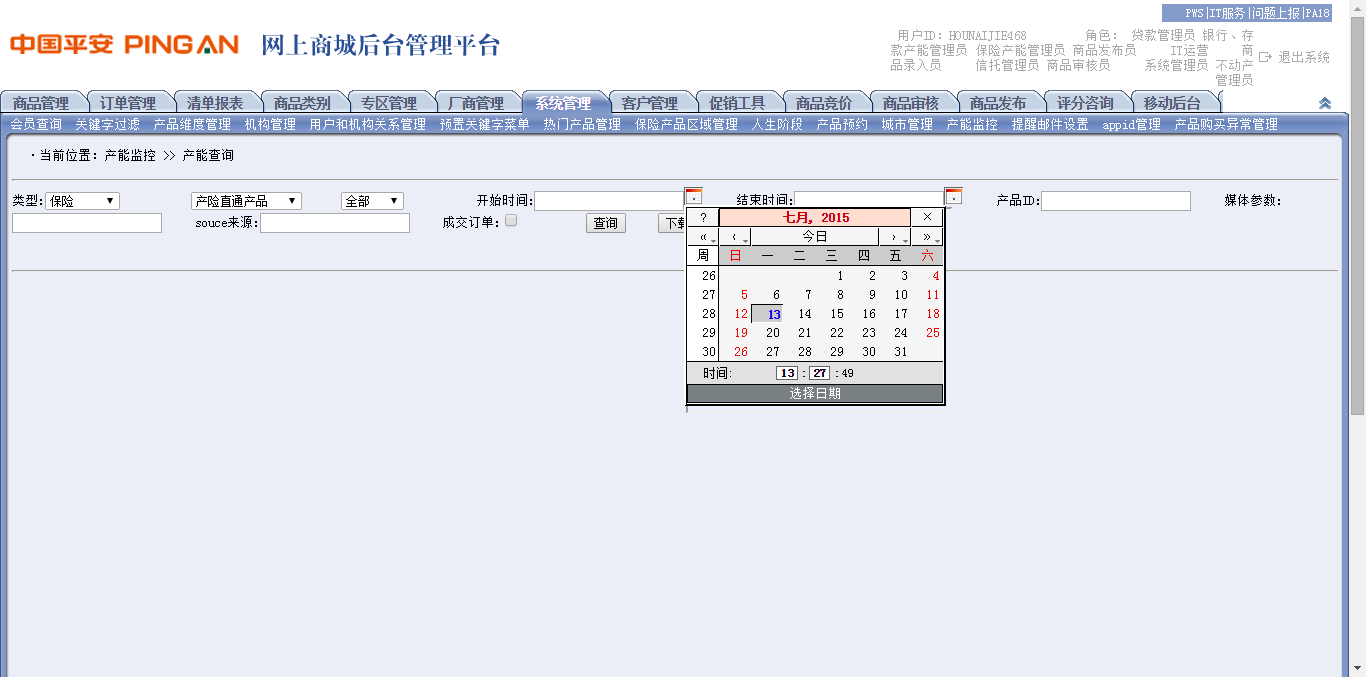 PWS|IT服务|问题上报|PA18
中国平安 PING AN 网上商城后台管理平台
用户ID: HOUNAIJIE468 角色: 贷款管理员 银行、存
款产能管理员 保险产能管理员 商品发布员 IT运营 商
品录入员 信托管理员 商品审核员 系统管理员 不动产
管理员
退出系统
商品管理 订单管理 清单报表 商品类别 专区管理 厂商管理 系统管理 客户管理 促销工具 商品竞价 商品审核 商品发布 评分咨询 移动后台
会员查询 关键字过滤 产品维度管理 机构管理 用户和机构关系管理 预置关键字菜单 热门产品管理 保险产品区域管理 人生阶段 产品预约 城市管理 产能监控 提醒邮件设置 appid管理 产品购买异常管理
·当前位置: 产能监控 >> 产能查询
类型: 保险 产险直通产品 全部 开始时间: 结束时间: 产品ID: 媒体参数:
souce来源: 成交订单: 查询 下载
? 七月, 2015 ×
« ‹ 今日 › »
周 日 一 二 三 四 五 六
26 1 2 3 4
27 5 6 7 8 9 10 11
28 12 13 14 15 16 17 18
29 19 20 21 22 23 24 25
30 26 27 28 29 30 31
时间: 13 : 27 : 49
选择日期